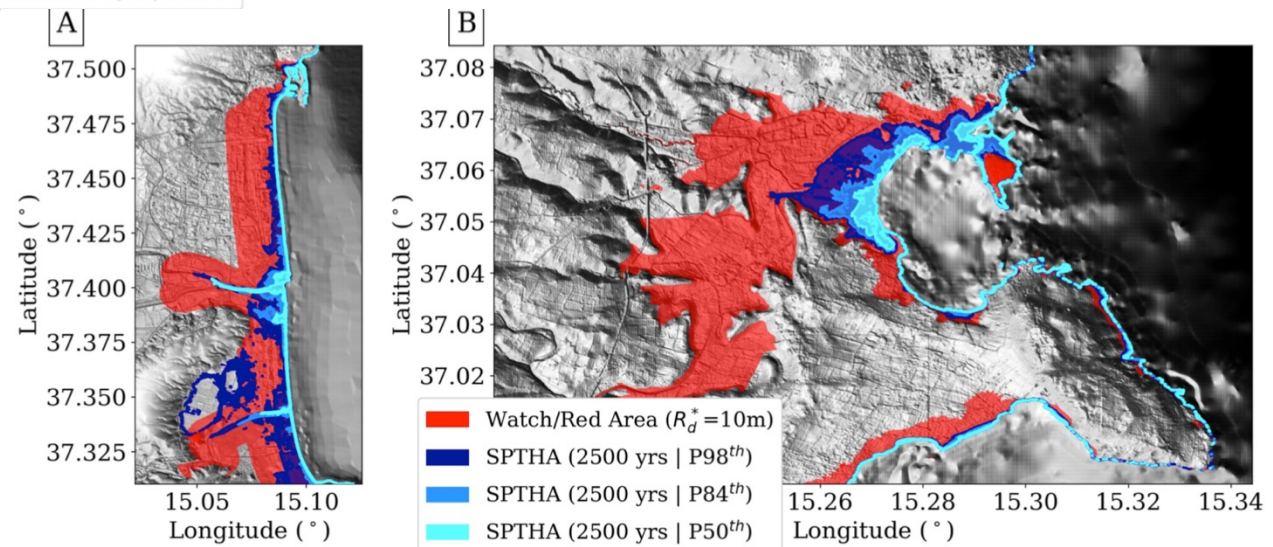 A
B
37.500
37.475
37.450
37.425
37.400
37.375
37.350
37.325
Latitude (°)
15.05
15.10
Longitude (°)
37.08
37.07
37.06
37.05
37.04
37.03
37.02
Latitude (°)
Watch/Red Area (R*d=10m)
SPTHA (2500 yrs | P98th)
SPTHA (2500 yrs | P84th)
SPTHA (2500 yrs | P50th)
15.26
15.28
15.30
15.32
15.34
Longitude (°)